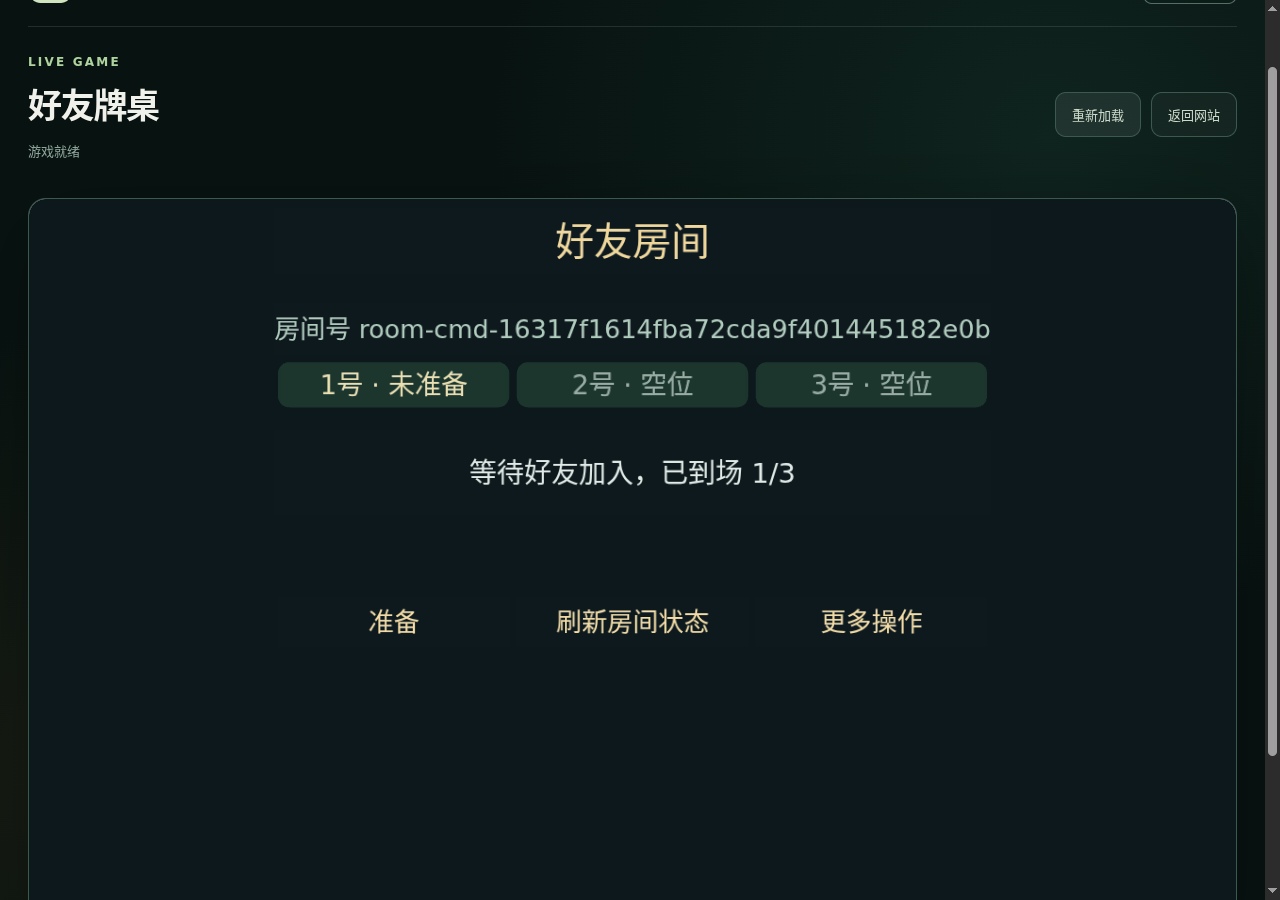 LIVE GAME
好友牌桌
游戏就绪
重新加载
返回网站
好友房间
房间号 room-cmd-16317f1614fba72cda9f401445182e0b
1号 · 未准备
2号 · 空位
3号 · 空位
等待好友加入，已到场 1/3
准备
刷新房间状态
更多操作